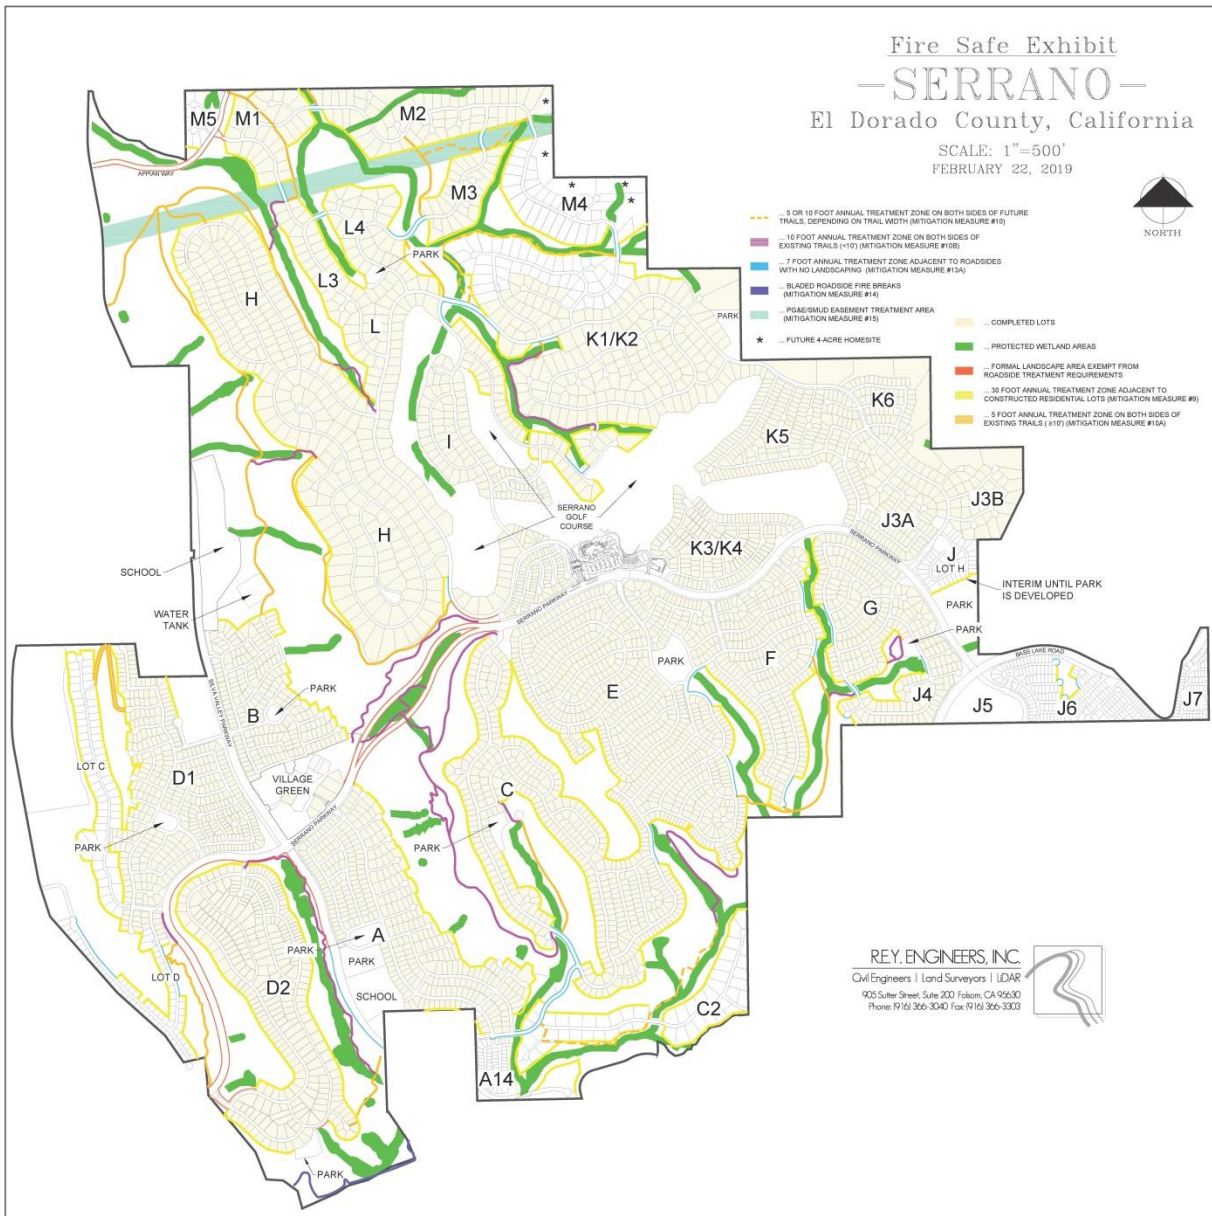 Fire Safe Exhibit
SERRANO
El Dorado County, California
SCALE: 1"=500'
FEBRUARY 22, 2019
NORTH
... 5 OR 10 FOOT ANNUAL TREATMENT ZONE ON BOTH SIDES OF FUTURE
TRAILS, DEPENDING ON TRAIL WIDTH (MITIGATION MEASURE #10)
... 10 FOOT ANNUAL TREATMENT ZONE ON BOTH SIDES OF
EXISTING TRAILS (<10') (MITIGATION MEASURE #10B)
... 7 FOOT ANNUAL TREATMENT ZONE ADJACENT TO ROADSIDES
WITH NO LANDSCAPING (MITIGATION MEASURE #13A)
... BLADED ROADSIDE FIRE BREAKS
(MITIGATION MEASURE #14)
... PG&E/SMUD EASEMENT TREATMENT AREA
(MITIGATION MEASURE #15)
* ... FUTURE 4-ACRE HOMESITE
... COMPLETED LOTS
... PROTECTED WETLAND AREAS
... FORMAL LANDSCAPE AREA EXEMPT FROM
ROADSIDE TREATMENT REQUIREMENTS
... 30 FOOT ANNUAL TREATMENT ZONE ADJACENT TO
CONSTRUCTED RESIDENTIAL LOTS (MITIGATION MEASURE #9)
... 5 FOOT ANNUAL TREATMENT ZONE ON BOTH SIDES OF
EXISTING TRAILS (≥10') (MITIGATION MEASURE #10A)
M5
M1
M2
*
*
APPIAN WAY
M3
*
*
*
M4
L4
PARK
L3
H
L
PARK
K1/K2
K6
K5
I
SERRANO
GOLF
COURSE
J3B
J3A
H
K3/K4
SERRANO PARKWAY
J
LOT H
SCHOOL
INTERIM UNTIL PARK
IS DEVELOPED
PARK
WATER
TANK
SERRANO PARKWAY
G
PARK
BASS LAKE ROAD
PARK
F
E
SILVA VALLEY PARKWAY
PARK
B
J4
J5
J6
J7
LOT C
D1
VILLAGE
GREEN
C
SERRANO PARKWAY
PARK
PARK
A
PARK
PARK
LOT D
D2
SCHOOL
C2
A14
PARK
R.E.Y. ENGINEERS, INC.
Civil Engineers | Land Surveyors | LiDAR
905 Sutter Street, Suite 200 Folsom, CA 95630
Phone: (916) 366-3040 Fax: (916) 366-3303